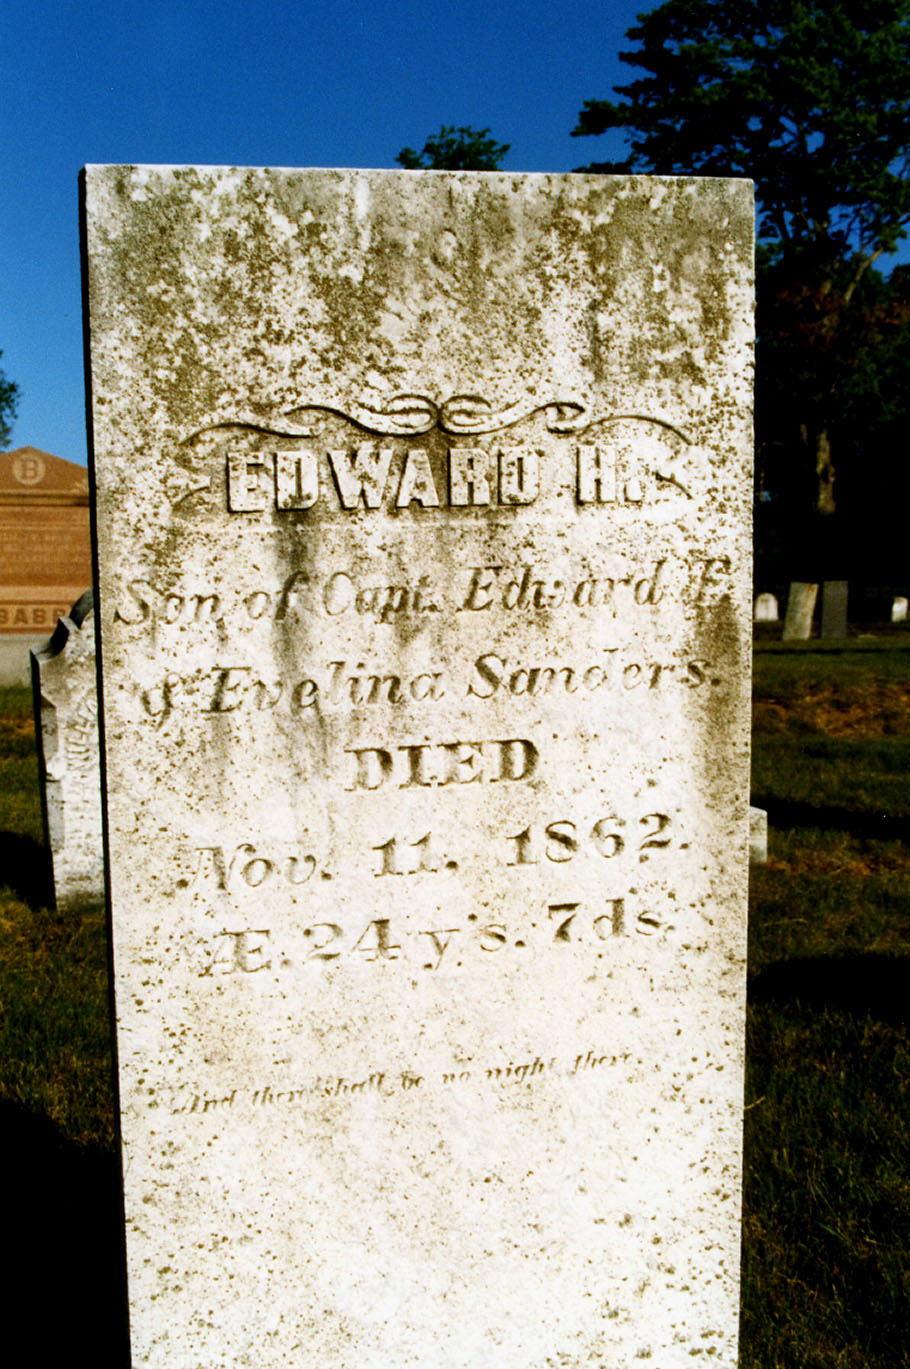 EDWARD H.
Son of Capt. Edward F.
& Evelina Sanders.
DIED
Nov. 11. 1862.
Æ. 24 y's. 7 ds.
And there shall be no night there.
B
BABB